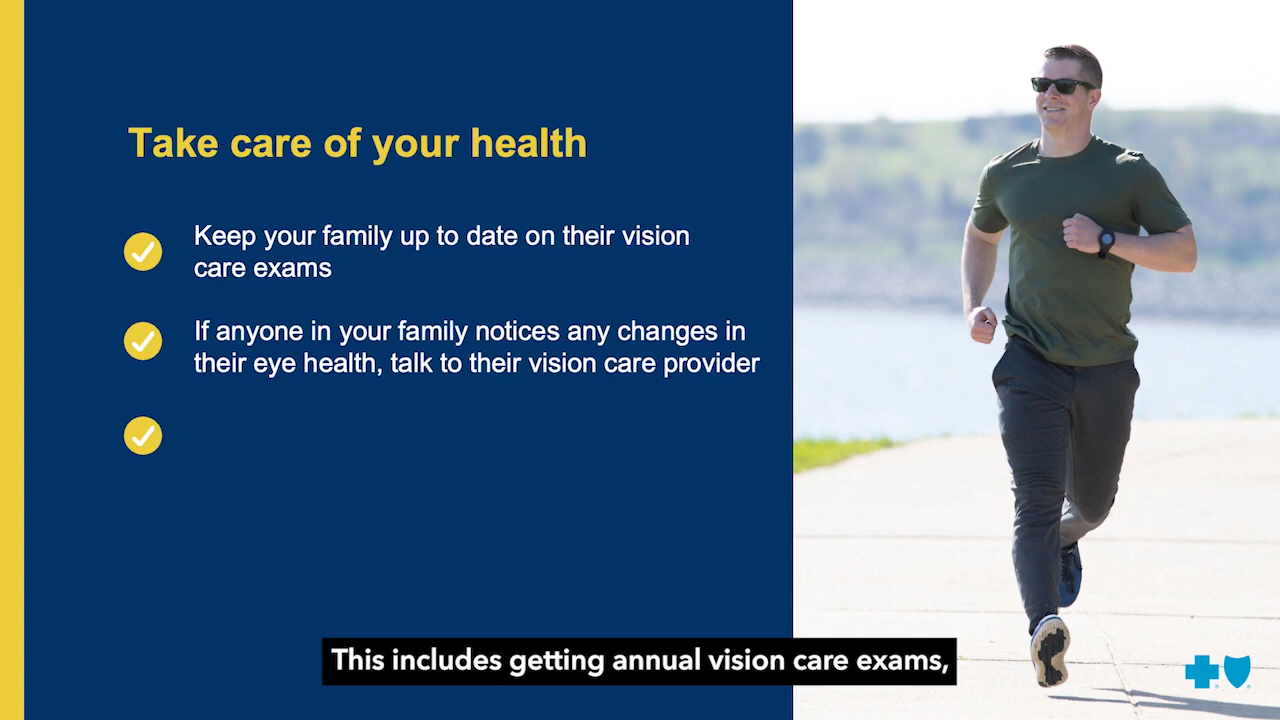 Take care of your health
Keep your family up to date on their vision
care exams
If anyone in your family notices any changes in
their eye health, talk to their vision care provider
This includes getting annual vision care exams,